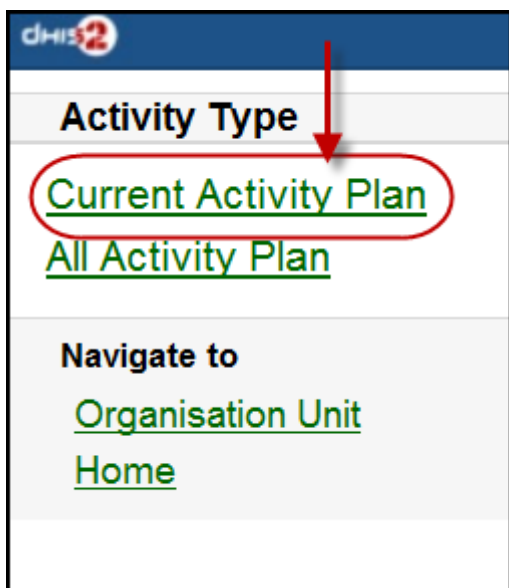 dHIS2
Activity Type
Current Activity Plan
All Activity Plan
Navigate to
Organisation Unit
Home